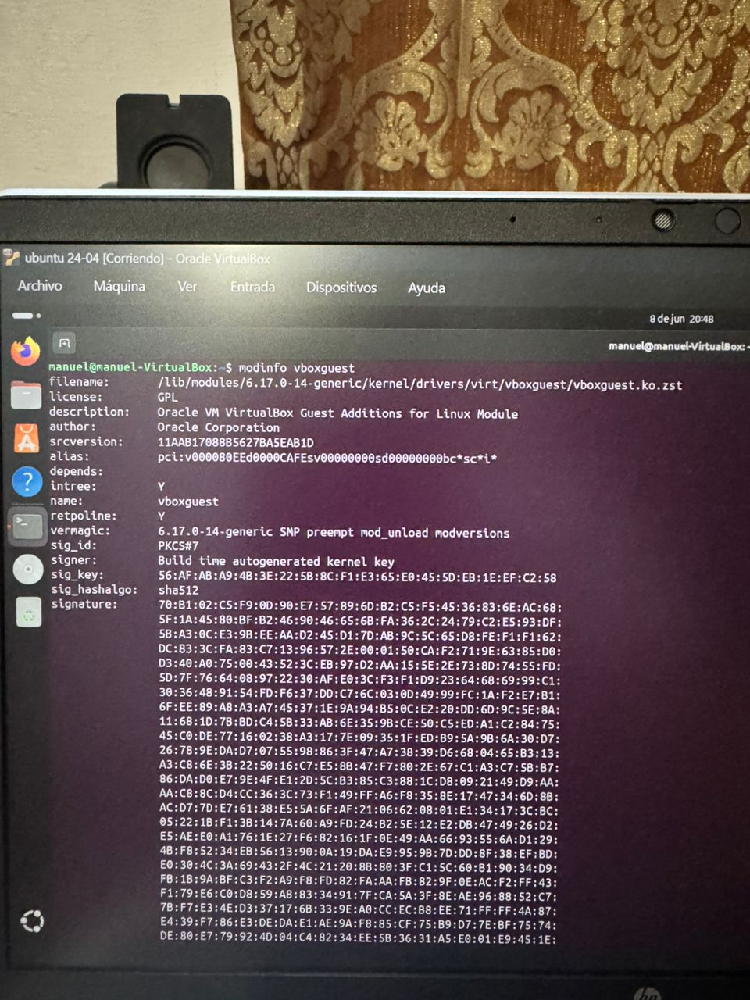 ubuntu 24-04 [Corriendo] - Oracle VirtualBox
Archivo Máquina Ver Entrada Dispositivos Ayuda
8 de jun 20:48
manuel@manuel-VirtualBox: ~
manuel@manuel-VirtualBox:~$ modinfo vboxguest
filename: /lib/modules/6.17.0-14-generic/kernel/drivers/virt/vboxguest/vboxguest.ko.zst
license: GPL
description: Oracle VM VirtualBox Guest Additions for Linux Module
author: Oracle Corporation
srcversion: 11AAB17088B5627BA5EAB1D
alias: pci:v000080EEd0000CAFEsv00000000sd00000000bc*sc*i*
depends:
intree: Y
name: vboxguest
retpoline: Y
vermagic: 6.17.0-14-generic SMP preempt mod_unload modversions
sig_id: PKCS#7
signer: Build time autogenerated kernel key
sig_key: 56:AF:AB:A9:4B:3E:22:5B:8C:F1:E3:65:E0:45:5D:EB:1E:EF:C2:58
sig_hashalgo: sha512
signature: 70:B1:02:C5:F9:0D:90:E7:57:89:6D:B2:C5:F5:45:36:83:6E:AC:68:
5F:1A:45:80:BF:B2:46:90:46:65:6B:FA:36:2C:24:79:C2:E5:93:DF:
5B:A3:0C:E3:9B:EE:AA:D2:45:D1:7D:AB:9C:5C:65:D8:FE:F1:F1:62:
DC:83:3C:FA:83:C7:13:96:57:2E:00:01:50:CA:F2:71:9E:63:85:D0:
D3:40:A0:75:00:43:52:3C:EB:97:D2:AA:15:5E:2E:73:8D:74:55:FD:
5D:7F:76:64:08:97:22:30:AF:E0:3C:F3:F1:D9:23:64:68:69:99:C1:
30:36:48:91:54:FD:F6:37:DD:C7:6C:03:0D:49:99:FC:1A:F2:E7:B1:
6F:EE:89:A8:A3:A7:45:37:1E:9A:94:B5:0C:E2:20:DD:6D:9C:5E:8A:
11:68:1D:7B:BD:C4:5B:33:AB:6E:35:9B:CE:50:C5:ED:A1:C2:84:75:
45:C0:DE:77:16:02:38:A3:17:7E:09:35:1F:ED:B9:5A:9B:6A:30:D7:
26:78:9E:DA:D7:07:55:98:86:3F:47:A7:38:39:D6:68:04:65:B3:13:
A3:C8:6E:3B:22:50:16:C7:E5:8B:47:F7:80:2E:67:C1:A3:C7:5B:B7:
86:DA:D0:E7:9E:4F:E1:2D:5C:B3:85:C3:88:1C:D8:09:21:49:D9:AA:
AA:C8:8C:D4:CC:36:3C:73:F1:49:FF:A6:F8:35:8E:17:47:34:6D:8B:
AC:D7:7D:E7:61:38:E5:5A:6F:AF:21:06:62:08:01:E1:34:17:3C:BC:
05:22:1B:F1:3B:14:7A:60:A9:FD:24:B2:5E:12:E2:DB:47:49:26:D2:
E5:AE:E0:A1:76:1E:27:F6:82:16:1F:0E:49:AA:66:93:55:6A:D1:29:
4B:F8:52:34:EB:56:13:90:0A:19:DA:E9:95:9B:7D:DD:8F:38:EF:BD:
E0:30:4C:3A:69:43:2F:4C:21:20:8B:80:3F:C1:5C:60:B1:90:34:D9:
FB:1B:9A:BF:C3:F2:A9:F8:FD:82:FA:AA:FB:82:9F:0E:AC:F2:FF:43:
F1:79:E6:C0:D8:59:A8:83:34:91:7F:CA:5A:3F:8E:AE:96:88:52:C7:
7B:F7:E3:4E:D3:37:17:6B:33:9E:A0:CC:EC:B8:EE:71:FF:FF:4A:87:
E4:39:F7:86:E3:DE:DA:E1:AE:9A:F8:85:CF:75:B9:D7:7E:BF:75:74:
DE:80:E7:79:92:4D:04:C4:82:34:EE:5B:36:31:A5:E0:01:E9:45:1E:
hp